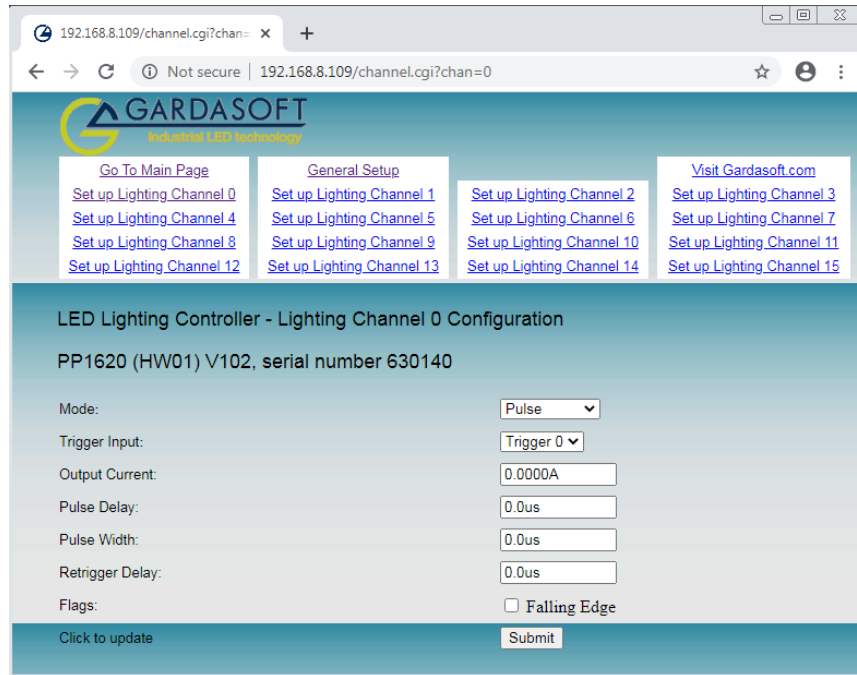 192.168.8.109/channel.cgi?chan=
Not secure 192.168.8.109/channel.cgi?chan=0
GARDASOFT
Industrial LED technology
Go To Main Page General Setup Visit Gardasoft.com
Set up Lighting Channel 0 Set up Lighting Channel 1 Set up Lighting Channel 2 Set up Lighting Channel 3
Set up Lighting Channel 4 Set up Lighting Channel 5 Set up Lighting Channel 6 Set up Lighting Channel 7
Set up Lighting Channel 8 Set up Lighting Channel 9 Set up Lighting Channel 10 Set up Lighting Channel 11
Set up Lighting Channel 12 Set up Lighting Channel 13 Set up Lighting Channel 14 Set up Lighting Channel 15
LED Lighting Controller - Lighting Channel 0 Configuration
PP1620 (HW01) V102, serial number 630140
Mode: Pulse
Trigger Input: Trigger 0
Output Current: 0.0000A
Pulse Delay: 0.0us
Pulse Width: 0.0us
Retrigger Delay: 0.0us
Flags: Falling Edge
Click to update Submit